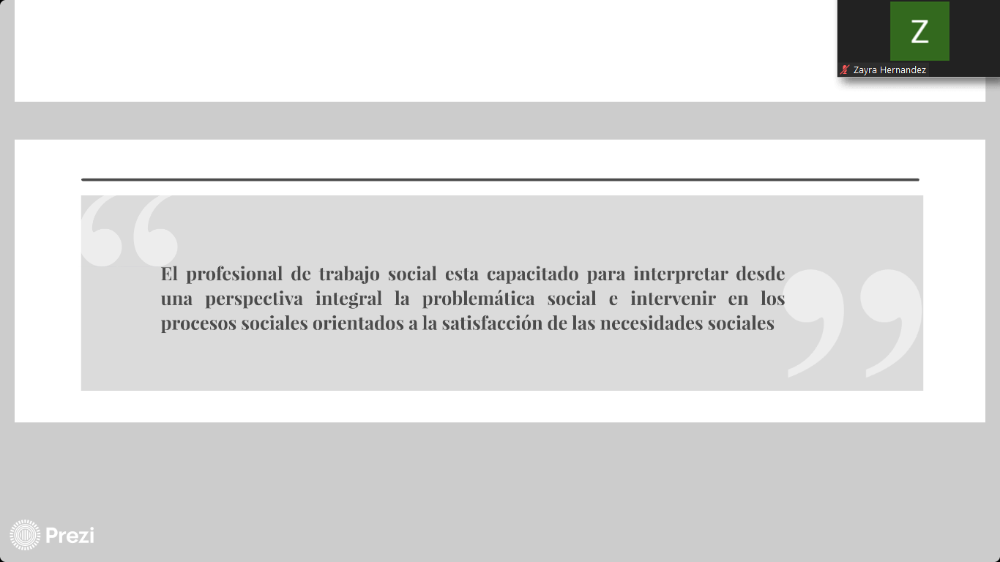 Z
Zayra Hernandez
El profesional de trabajo social esta capacitado para interpretar desde
una perspectiva integral la problemática social e intervenir en los
procesos sociales orientados a la satisfacción de las necesidades sociales
Prezi